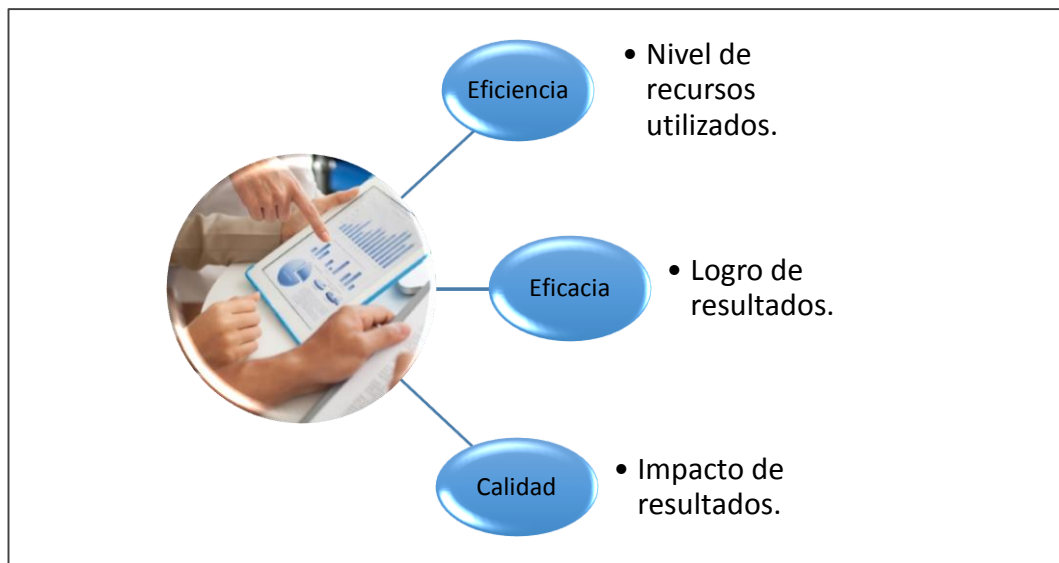 Eficiencia
• Nivel de
recursos
utilizados.
Eficacia
• Logro de
resultados.
Calidad
• Impacto de
resultados.